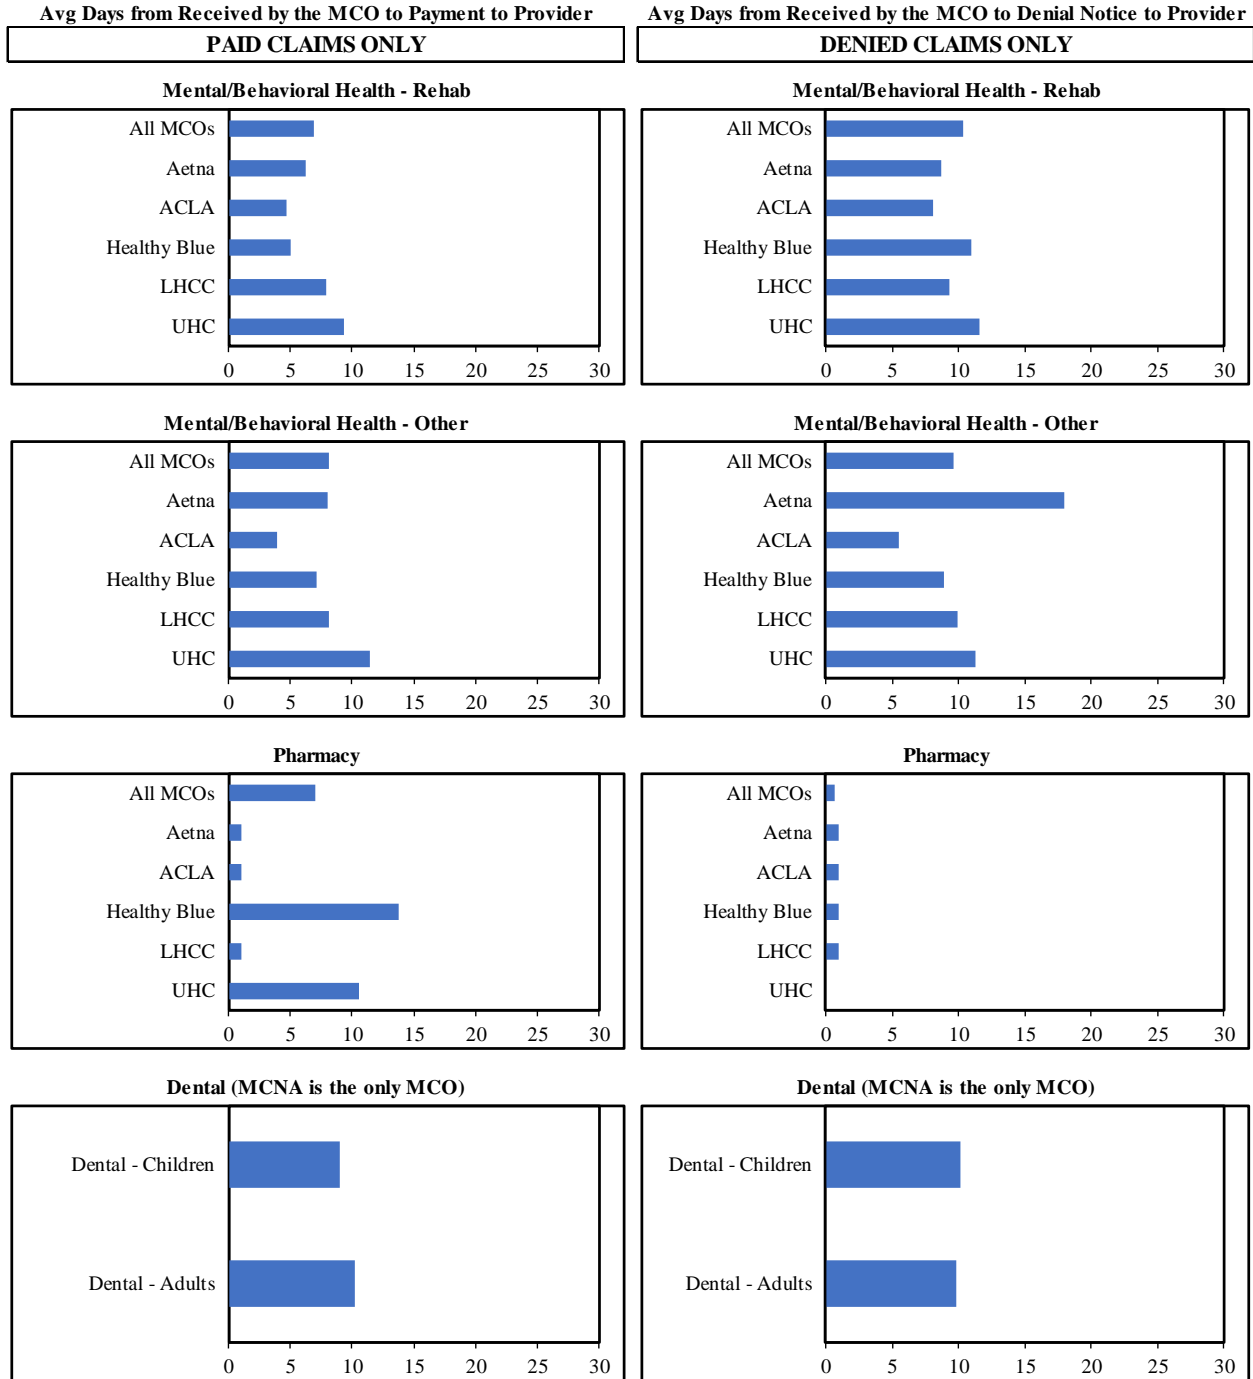 Avg Days from Received by the MCO to Payment to Provider
PAID CLAIMS ONLY
Avg Days from Received by the MCO to Denial Notice to Provider
DENIED CLAIMS ONLY
Mental/Behavioral Health - Rehab
All MCOs
Aetna
ACLA
Healthy Blue
LHCC
UHC
0 5 10 15 20 25 30
Mental/Behavioral Health - Rehab
All MCOs
Aetna
ACLA
Healthy Blue
LHCC
UHC
0 5 10 15 20 25 30
Mental/Behavioral Health - Other
All MCOs
Aetna
ACLA
Healthy Blue
LHCC
UHC
0 5 10 15 20 25 30
Mental/Behavioral Health - Other
All MCOs
Aetna
ACLA
Healthy Blue
LHCC
UHC
0 5 10 15 20 25 30
Pharmacy
All MCOs
Aetna
ACLA
Healthy Blue
LHCC
UHC
0 5 10 15 20 25 30
Pharmacy
All MCOs
Aetna
ACLA
Healthy Blue
LHCC
UHC
0 5 10 15 20 25 30
Dental (MCNA is the only MCO)
Dental - Children
Dental - Adults
0 5 10 15 20 25 30
Dental (MCNA is the only MCO)
Dental - Children
Dental - Adults
0 5 10 15 20 25 30